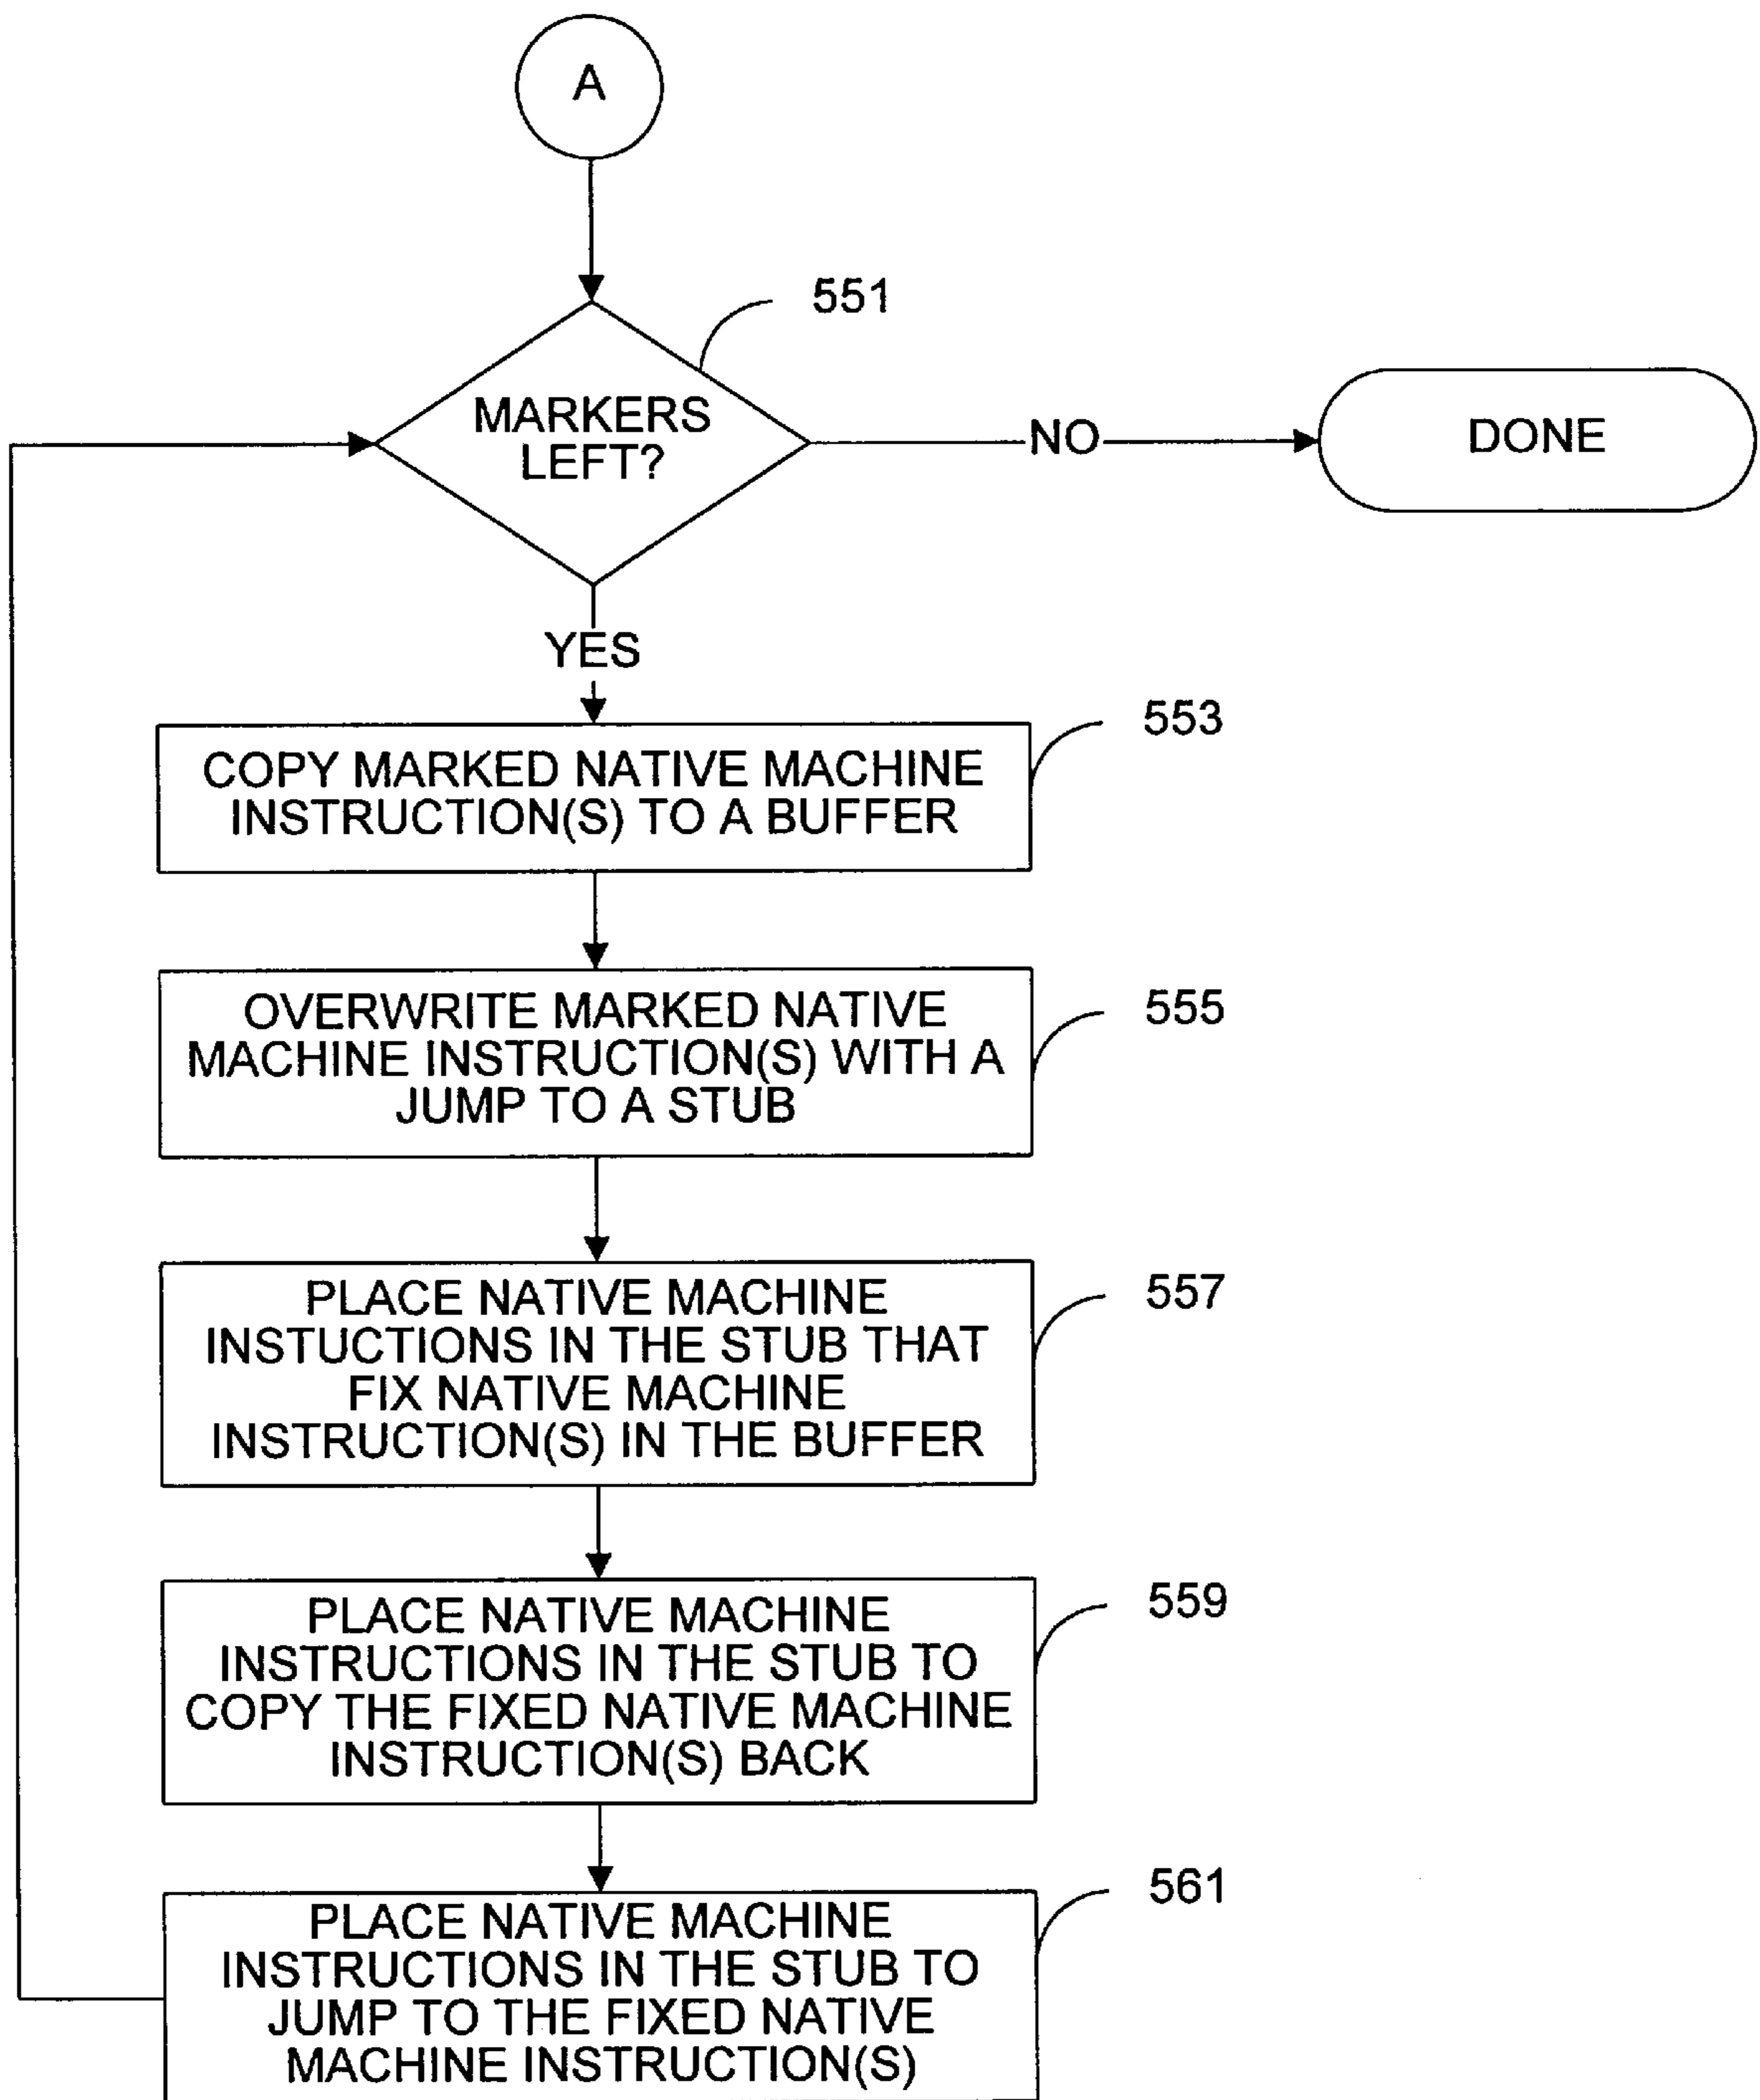 A
551
MARKERS
LEFT?
NO
DONE
YES
553
COPY MARKED NATIVE MACHINE
INSTRUCTION(S) TO A BUFFER
555
OVERWRITE MARKED NATIVE
MACHINE INSTRUCTION(S) WITH A
JUMP TO A STUB
557
PLACE NATIVE MACHINE
INSTUCTIONS IN THE STUB THAT
FIX NATIVE MACHINE
INSTRUCTION(S) IN THE BUFFER
559
PLACE NATIVE MACHINE
INSTRUCTIONS IN THE STUB TO
COPY THE FIXED NATIVE MACHINE
INSTRUCTION(S) BACK
561
PLACE NATIVE MACHINE
INSTRUCTIONS IN THE STUB TO
JUMP TO THE FIXED NATIVE
MACHINE INSTRUCTION(S)